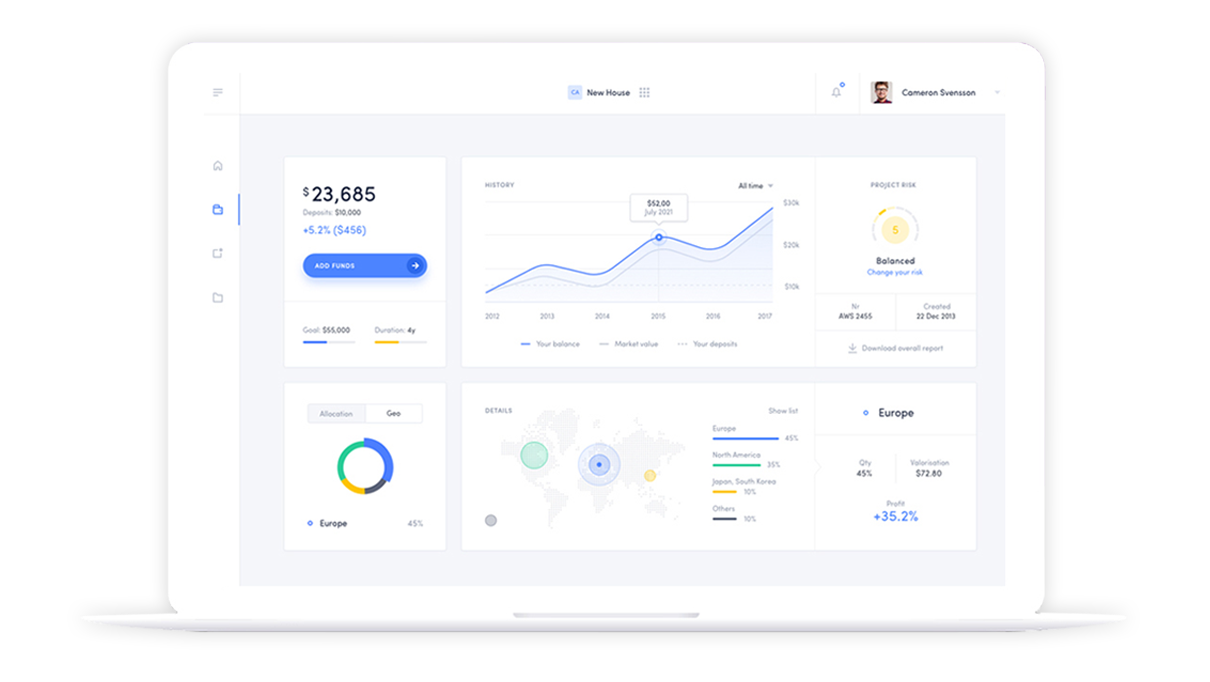 CA New House
Cameron Svensson
$23,685
Deposits: $10,000
+5.2% ($456)
ADD FUNDS
Goal: $55,000
Duration: 4y
HISTORY
All time
$52,00
July 2021
$30k
$20k
$10k
2012 2013 2014 2015 2016 2017
Your balance
Market value
Your deposits
PROJECT RISK
5
Balanced
Change your risk
Nr
AWS 2455
Created
22 Dec 2013
Download overall report
Allocation
Geo
Europe 45%
DETAILS
Show list
Europe
45%
North America
35%
Japan, South Korea
10%
Others
10%
Europe
Qty
45%
Valorisation
$72.80
Profit
+35.2%